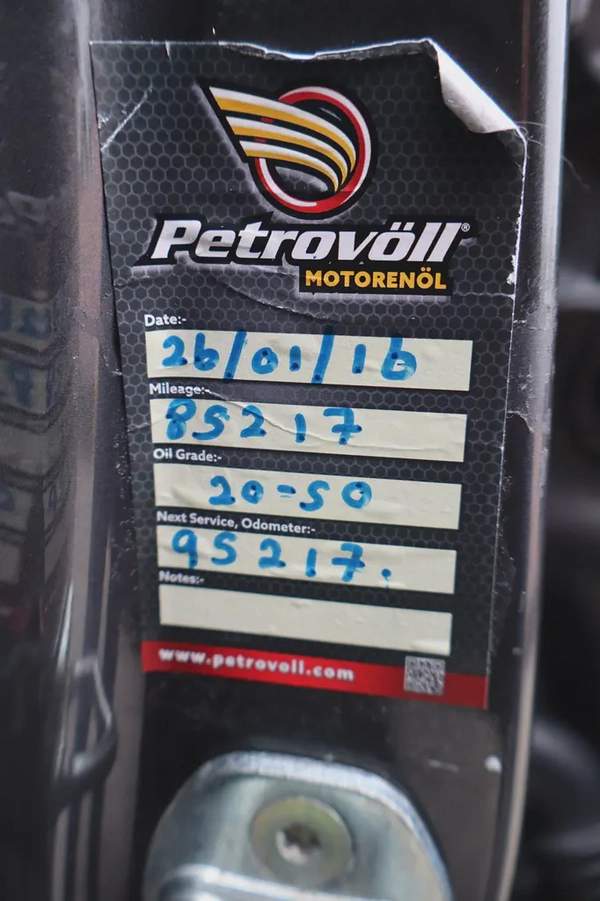 Petrovöll®
MOTORENÖL
Date:-
26/01/16
Mileage:-
85217
Oil Grade:-
20-50
Next Service, Odometer:-
95217.
Notes:-
www.petrovoll.com